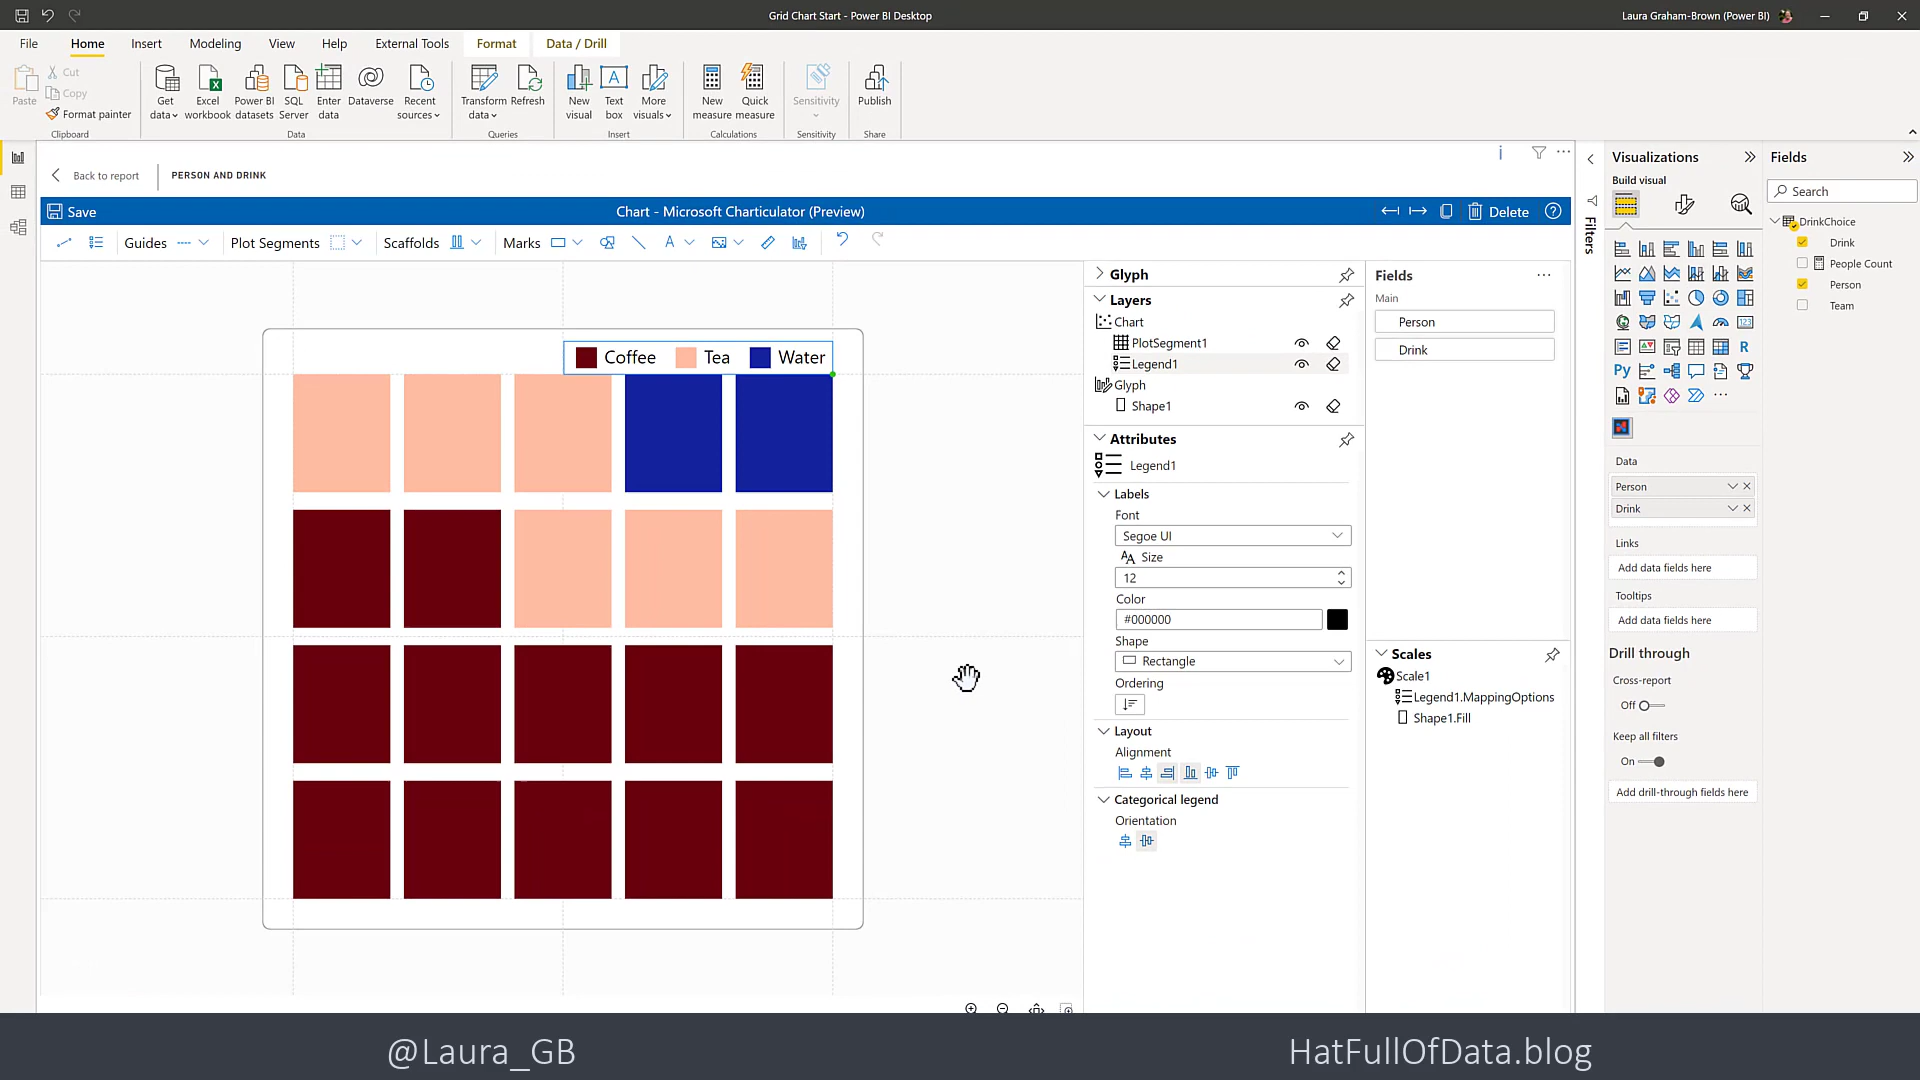 Grid Chart Start - Power BI Desktop
Laura Graham-Brown (Power BI)
File
Home
Insert
Modeling
View
Help
External Tools
Format
Data / Drill
Paste
Cut
Copy
Format painter
Clipboard
Get data
Excel workbook
Power BI datasets
SQL Server
Enter data
Dataverse
Recent sources
Data
Transform data
Refresh
Queries
New visual
Text box
More visuals
Insert
New measure
Quick measure
Calculations
Sensitivity
Sensitivity
Publish
Share
Back to report
PERSON AND DRINK
Save
Chart - Microsoft Charticulator (Preview)
Delete
Guides
Plot Segments
Scaffolds
Marks
Coffee
Tea
Water
Glyph
Layers
Chart
PlotSegment1
Legend1
Glyph
Shape1
Attributes
Legend1
Labels
Font
Segoe UI
Size
12
Color
#000000
Shape
Rectangle
Ordering
Layout
Alignment
Categorical legend
Orientation
Fields
Main
Person
Drink
Scales
Scale1
Legend1.MappingOptions
Shape1.Fill
Filters
Visualizations
Build visual
R
Py
Data
Person
Drink
Links
Add data fields here
Tooltips
Add data fields here
Drill through
Cross-report
Off
Keep all filters
On
Add drill-through fields here
Fields
Search
DrinkChoice
Drink
People Count
Person
Team
@Laura_GB
HatFullOfData.blog